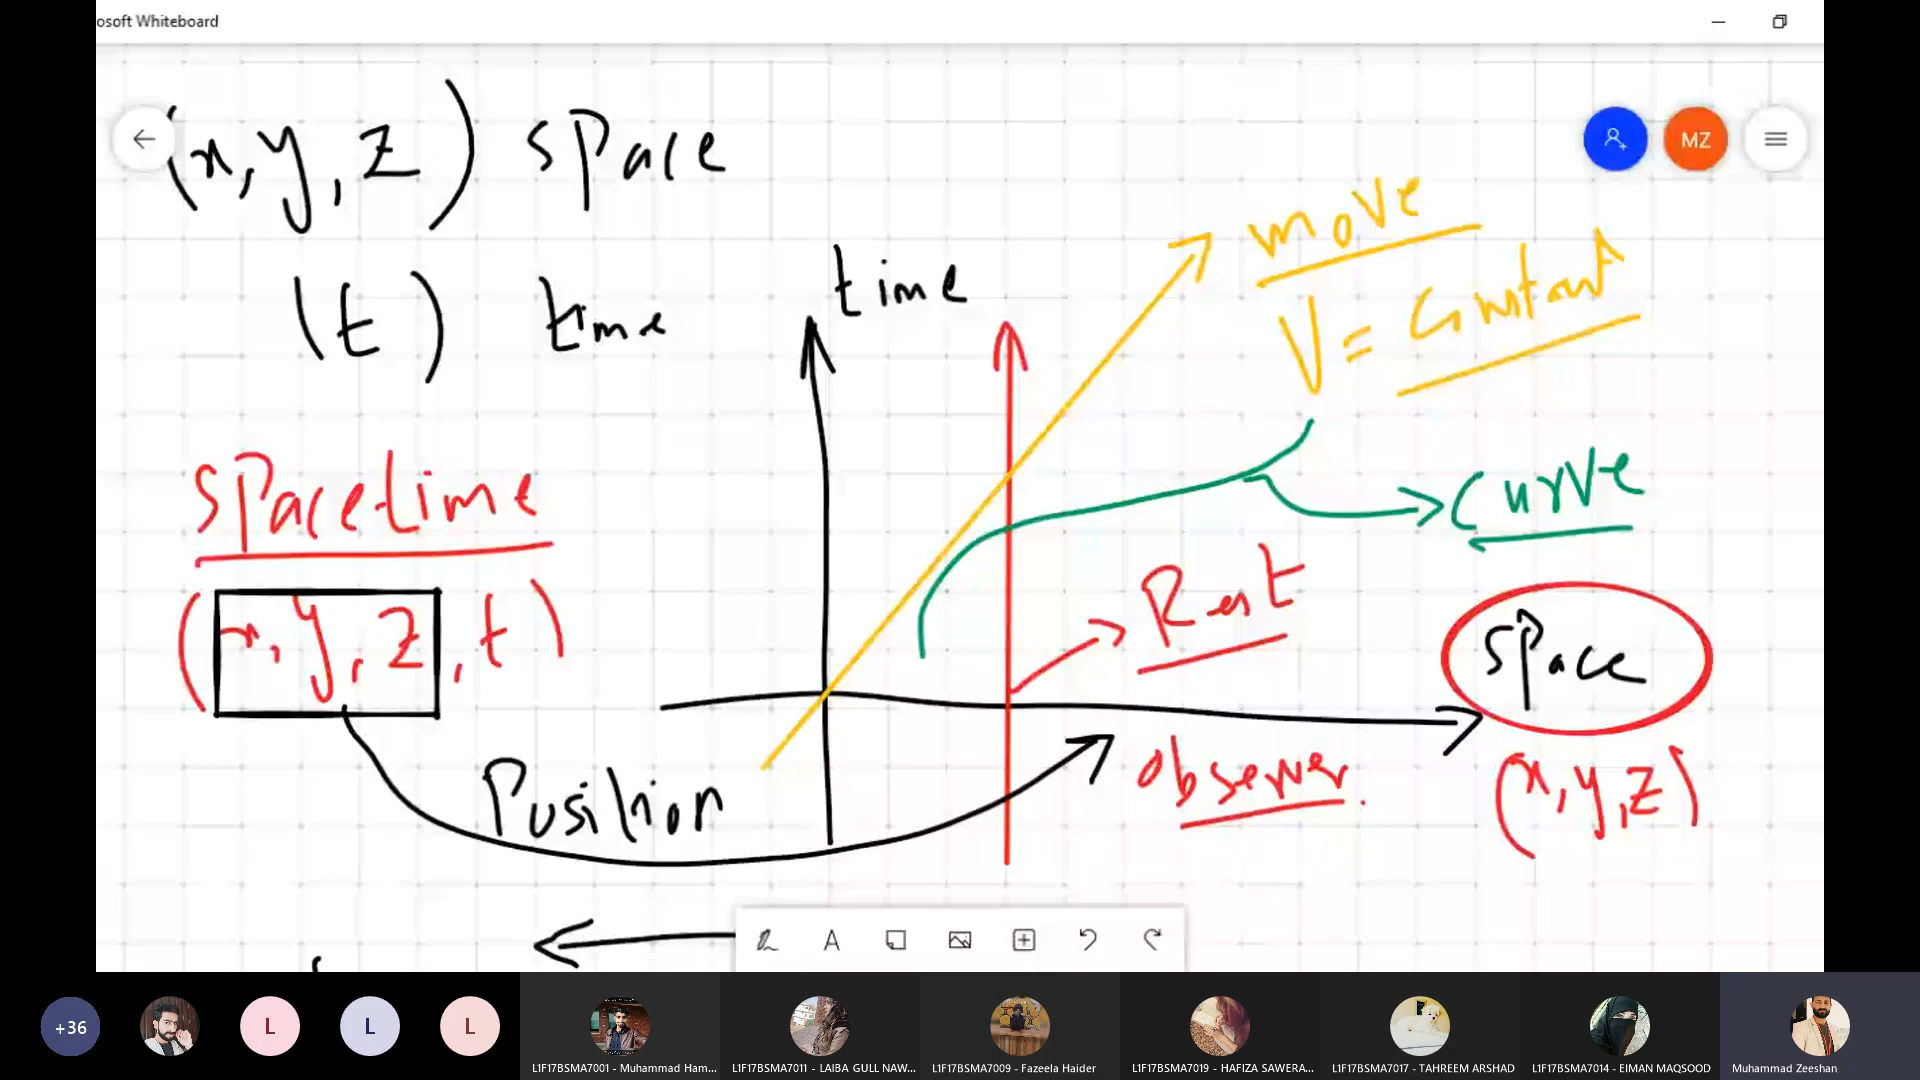 osoft Whiteboard
(x, y, z) space
MZ
move
V = Constant
(t) time
time
spacetime
curve
(x, y, z, t)
Rest
space
Position
observer.
(x, y, z)
A
+36
L
L
L
L1F17BSMA7001 - Muhammad Ham...
L1F17BSMA7011 - LAIBA GULL NAW...
L1F17BSMA7009 - Fazeela Haider
L1F17BSMA7019 - HAFIZA SAWERA...
L1F17BSMA7017 - TAHREEM ARSHAD
L1F17BSMA7014 - EIMAN MAQSOOD
Muhammad Zeeshan